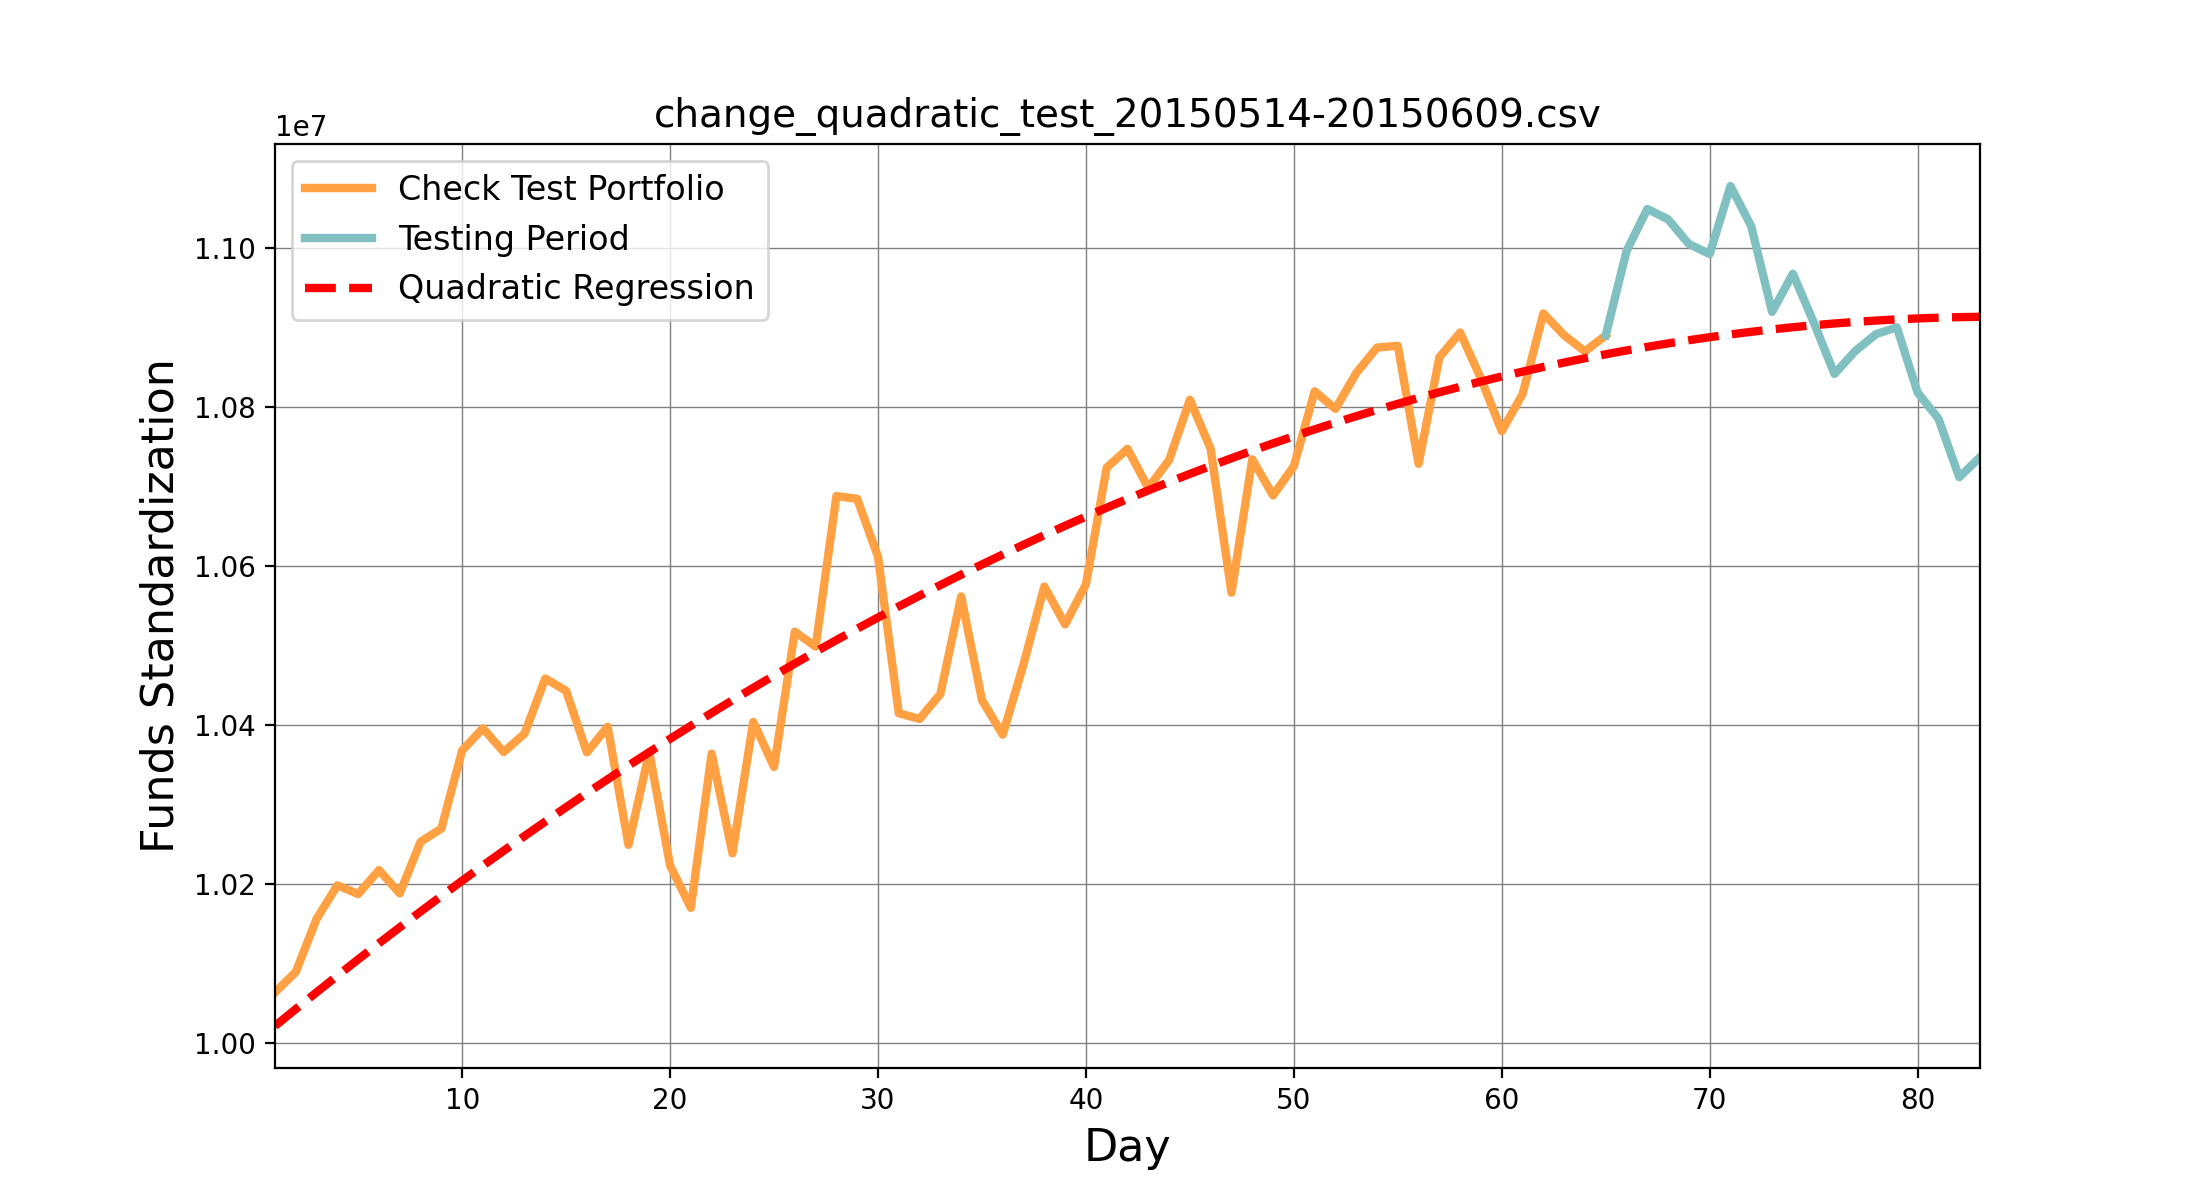 change_quadratic_test_20150514-20150609.csv
1e7
Check Test Portfolio
Testing Period
Quadratic Regression
1.10
1.08
1.06
1.04
1.02
1.00
Funds Standardization
10 20 30 40 50 60 70 80
Day